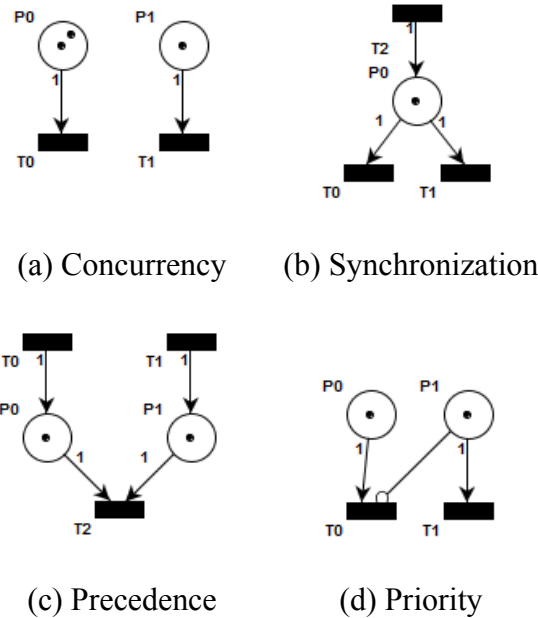 P0 P1
1 1
T0 T1
(a) Concurrency
1
T2
P0
1 1
T0 T1
(b) Synchronization
T0 1 T1 1
P0 P1
1 1
T2
(c) Precedence
P0 P1
1 1
T0 T1
(d) Priority